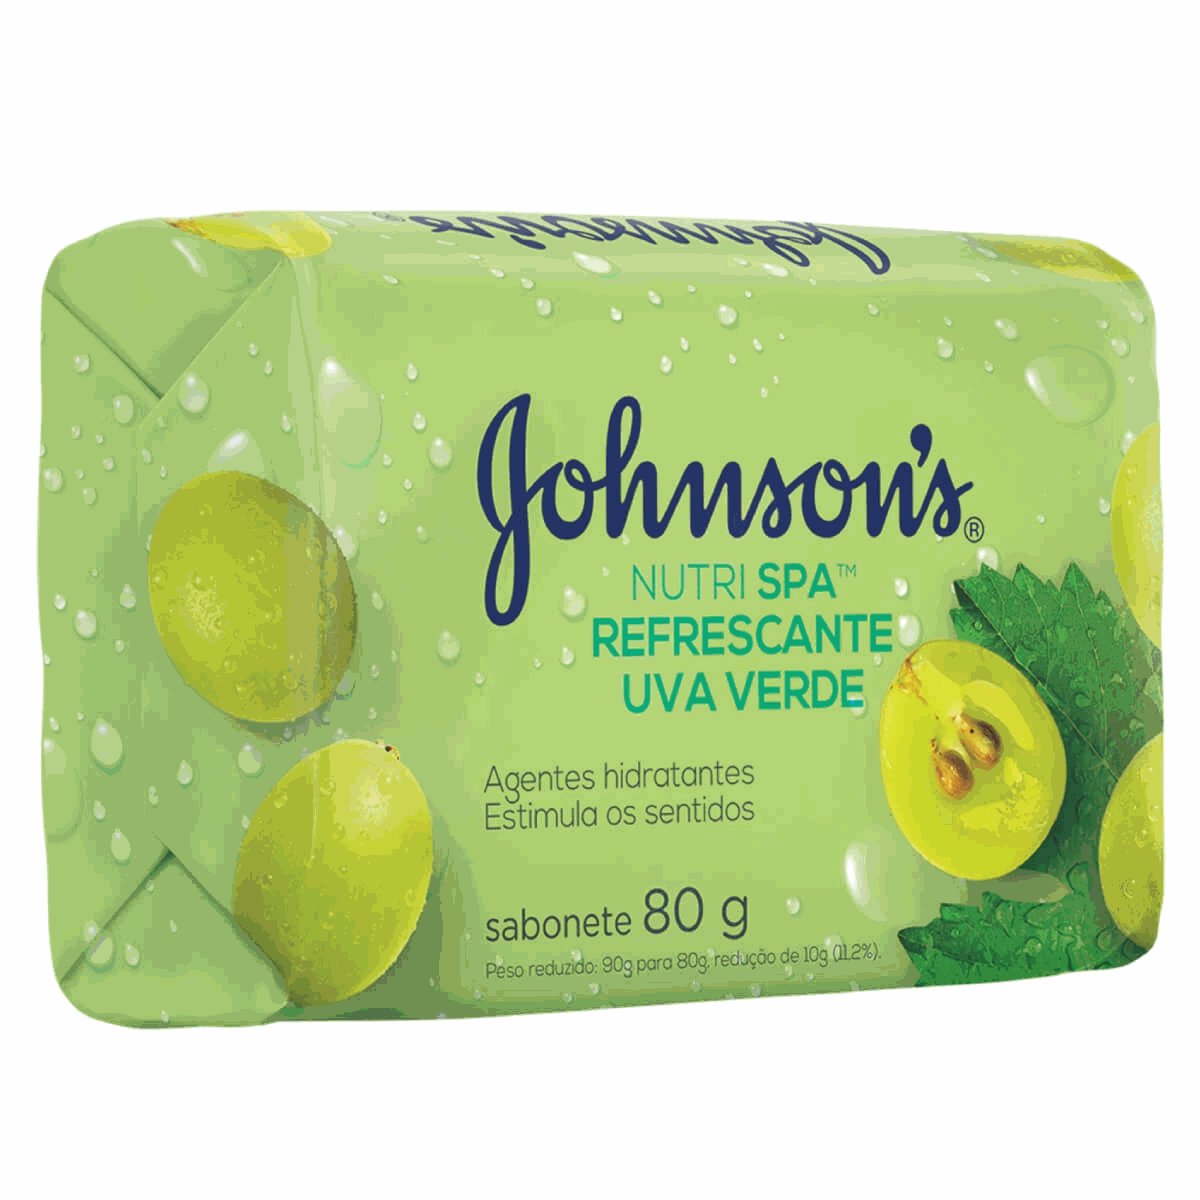 Johnson's
Johnson's®
NUTRI SPA™
REFRESCANTE
UVA VERDE
Agentes hidratantes
Estimula os sentidos
sabonete 80 g
Peso reduzido: 90g para 80g, redução de 10g (11,2%).